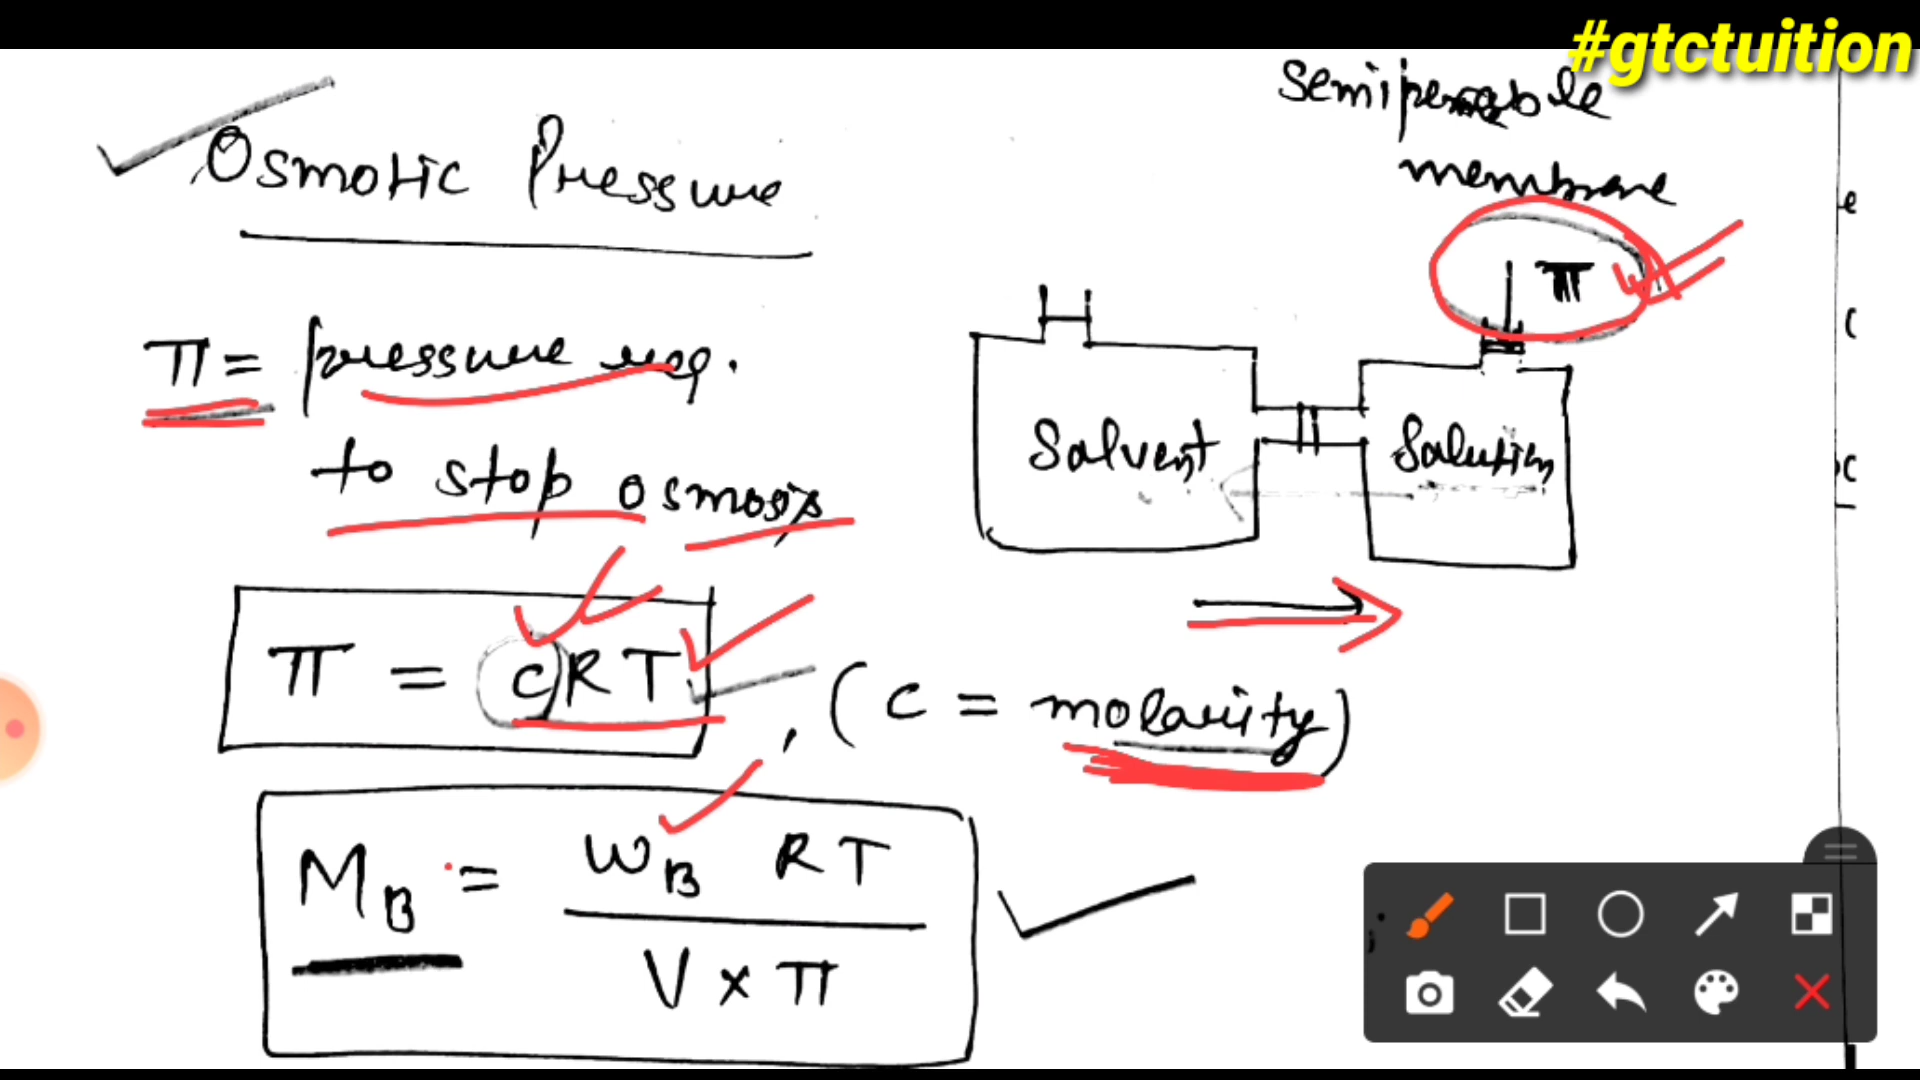 #gtctuition
Semipermeable
membrane
Osmotic Pressure
π
π = pressure req.
to stop osmosis
Solvent
Solution
π = CRT, (C = molarity)
M_B = W_B RT
V × π